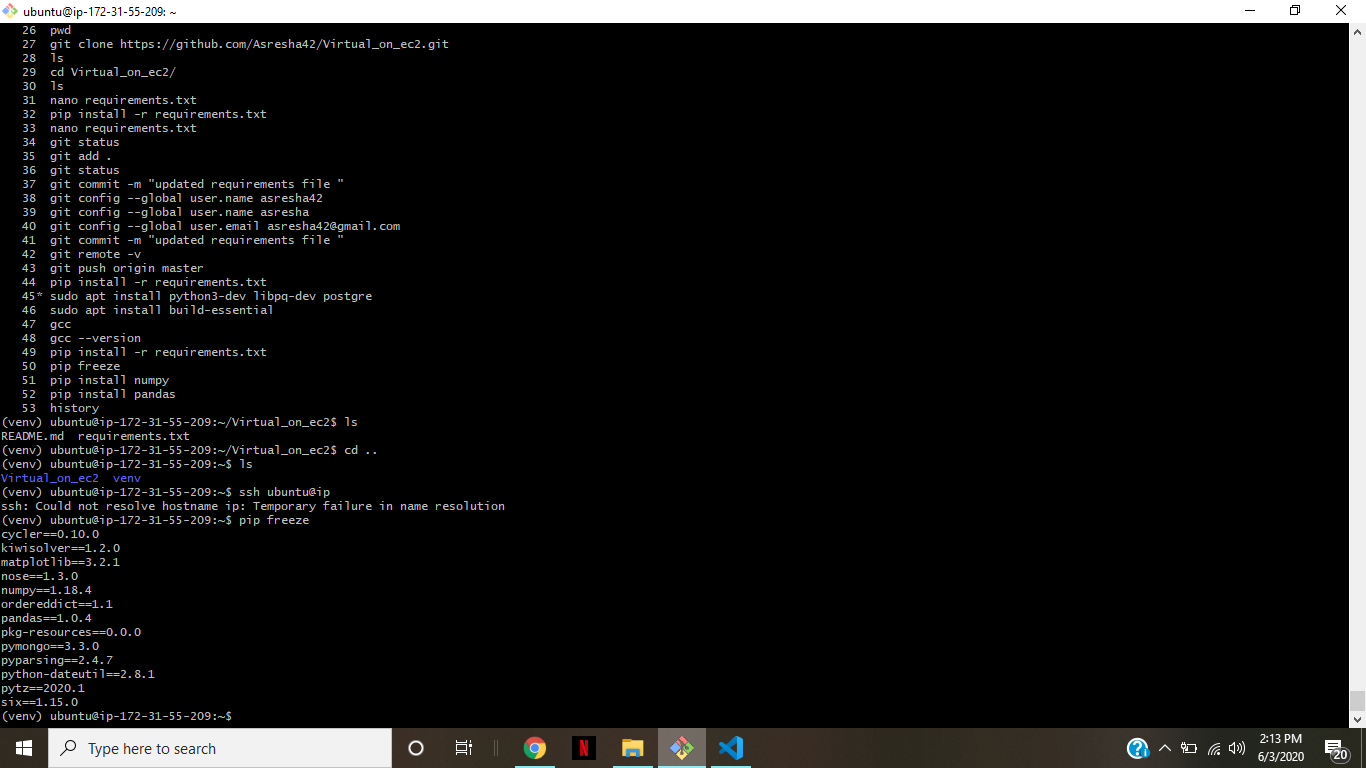 ubuntu@ip-172-31-55-209: ~
26 pwd
27 git clone https://github.com/Asresha42/Virtual_on_ec2.git
28 ls
29 cd Virtual_on_ec2/
30 ls
31 nano requirements.txt
32 pip install -r requirements.txt
33 nano requirements.txt
34 git status
35 git add .
36 git status
37 git commit -m "updated requirements file "
38 git config --global user.name asresha42
39 git config --global user.name asresha
40 git config --global user.email asresha42@gmail.com
41 git commit -m "updated requirements file "
42 git remote -v
43 git push origin master
44 pip install -r requirements.txt
45* sudo apt install python3-dev libpq-dev postgre
46 sudo apt install build-essential
47 gcc
48 gcc --version
49 pip install -r requirements.txt
50 pip freeze
51 pip install numpy
52 pip install pandas
53 history
(venv) ubuntu@ip-172-31-55-209:~/Virtual_on_ec2$ ls
README.md requirements.txt
(venv) ubuntu@ip-172-31-55-209:~/Virtual_on_ec2$ cd ..
(venv) ubuntu@ip-172-31-55-209:~$ ls
Virtual_on_ec2 venv
(venv) ubuntu@ip-172-31-55-209:~$ ssh ubuntu@ip
ssh: Could not resolve hostname ip: Temporary failure in name resolution
(venv) ubuntu@ip-172-31-55-209:~$ pip freeze
cycler==0.10.0
kiwisolver==1.2.0
matplotlib==3.2.1
nose==1.3.0
numpy==1.18.4
ordereddict==1.1
pandas==1.0.4
pkg-resources==0.0.0
pymongo==3.3.0
pyparsing==2.4.7
python-dateutil==2.8.1
pytz==2020.1
six==1.15.0
(venv) ubuntu@ip-172-31-55-209:~$
Type here to search
N
2:13 PM
6/3/2020
20